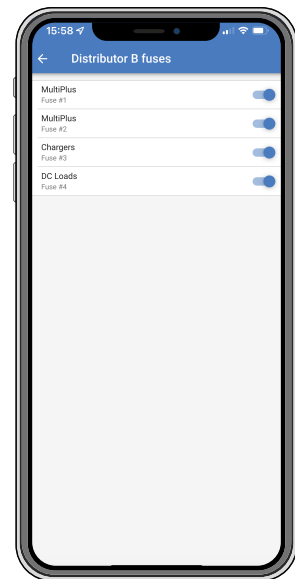 15:58
Distributor B fuses
MultiPlus
Fuse #1
MultiPlus
Fuse #2
Chargers
Fuse #3
DC Loads
Fuse #4